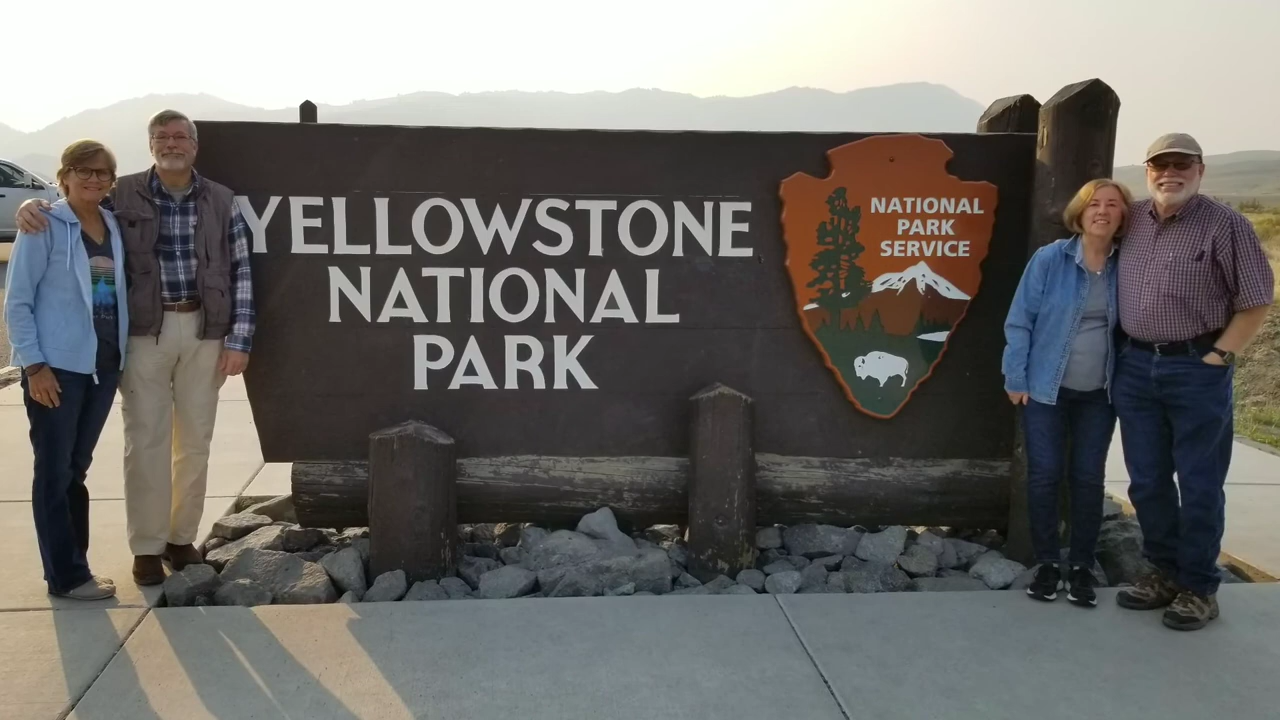 YELLOWSTONE
NATIONAL
PARK
NATIONAL
PARK
SERVICE